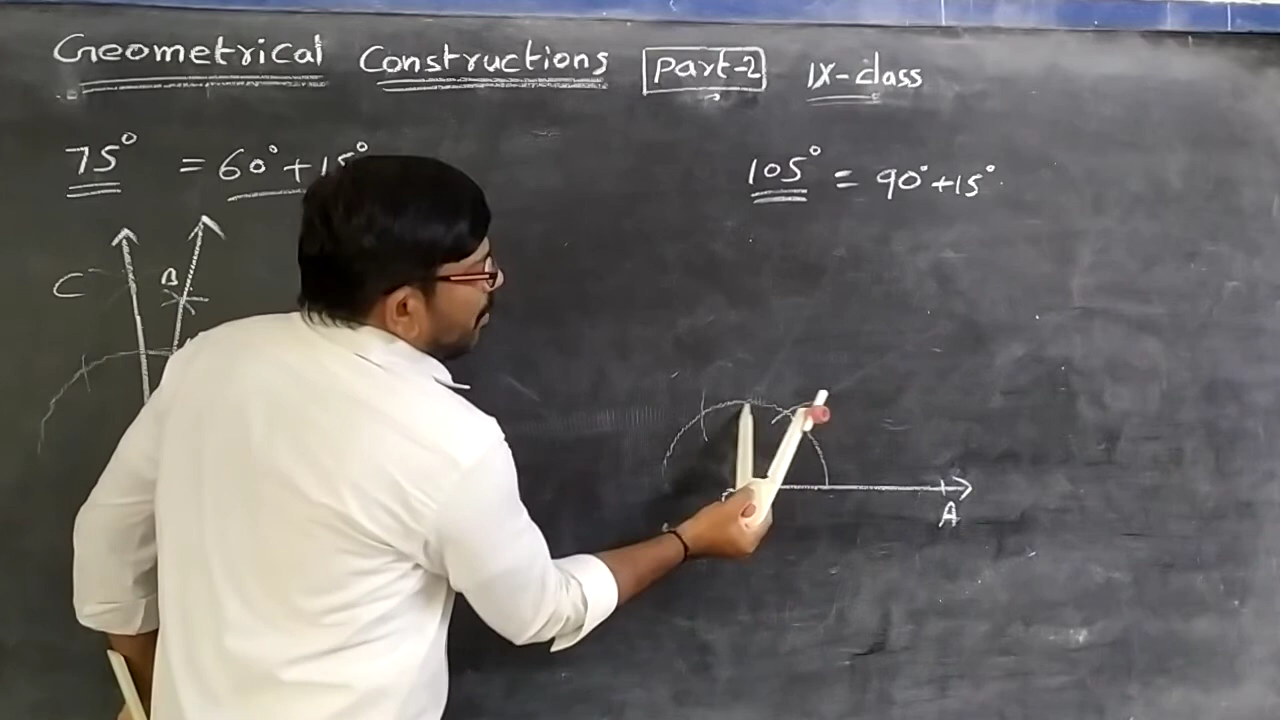 Geometrical Constructions Part-2 IX-class
75° = 60° + 15°
105° = 90° + 15°
C
B
A